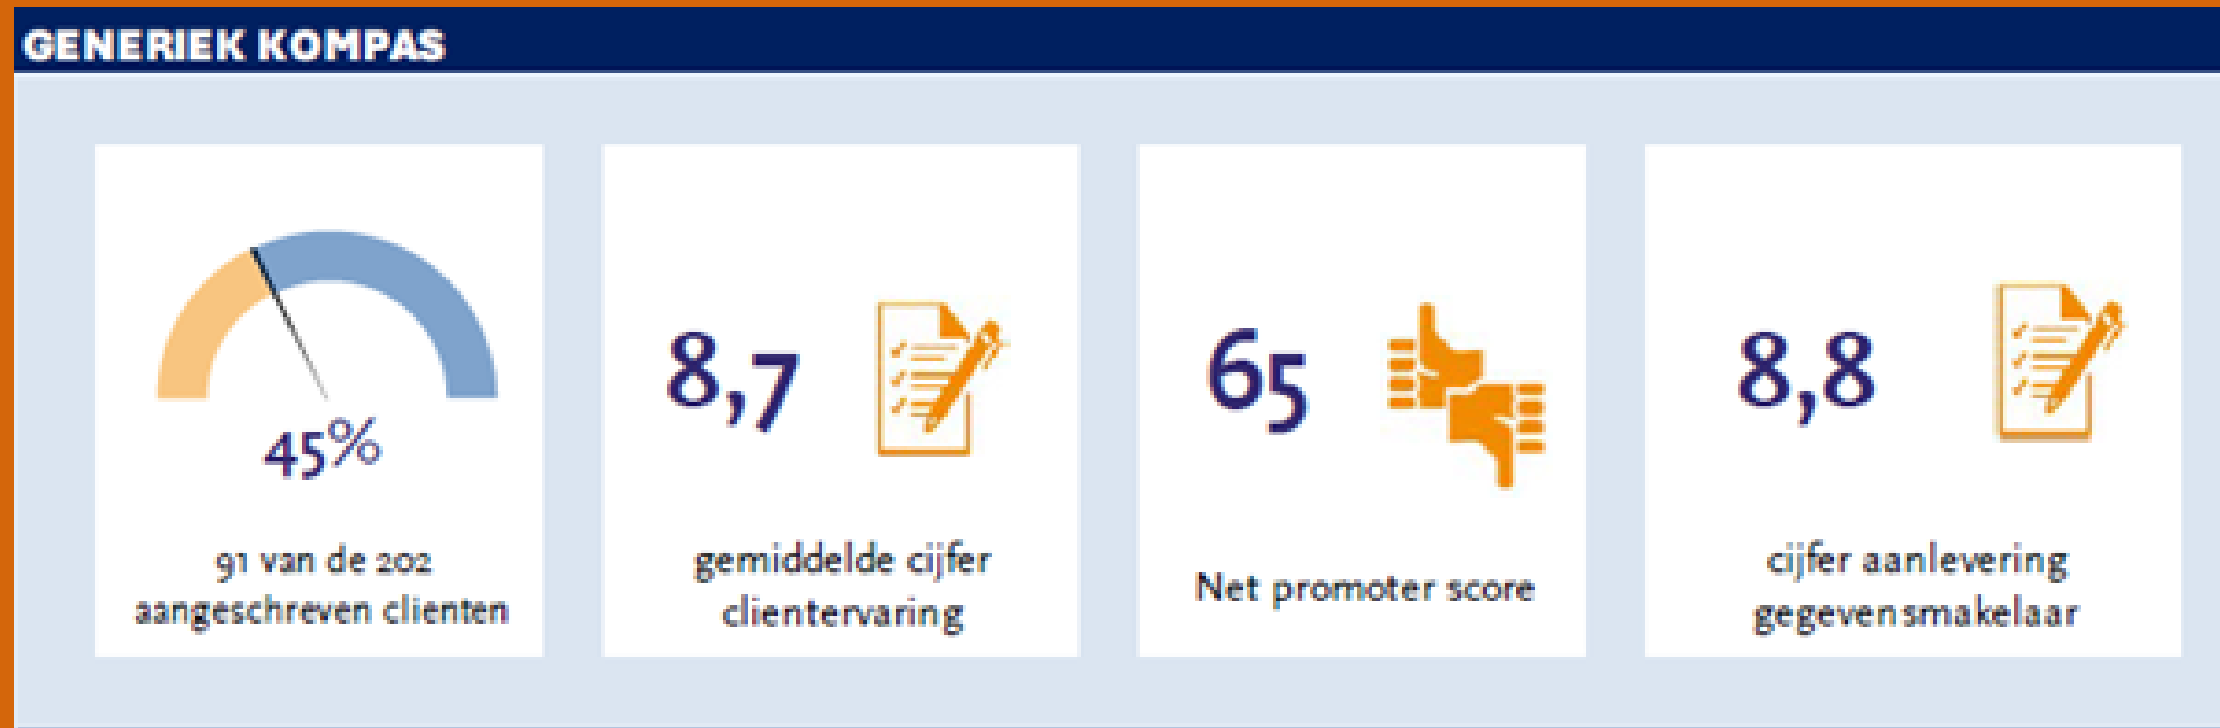 GENERIEK KOMPAS
45%
91 van de 202
aangeschreven clienten
8,7
gemiddelde cijfer
clientervaring
65
Net promoter score
8,8
cijfer aanlevering
gegevensmakelaar